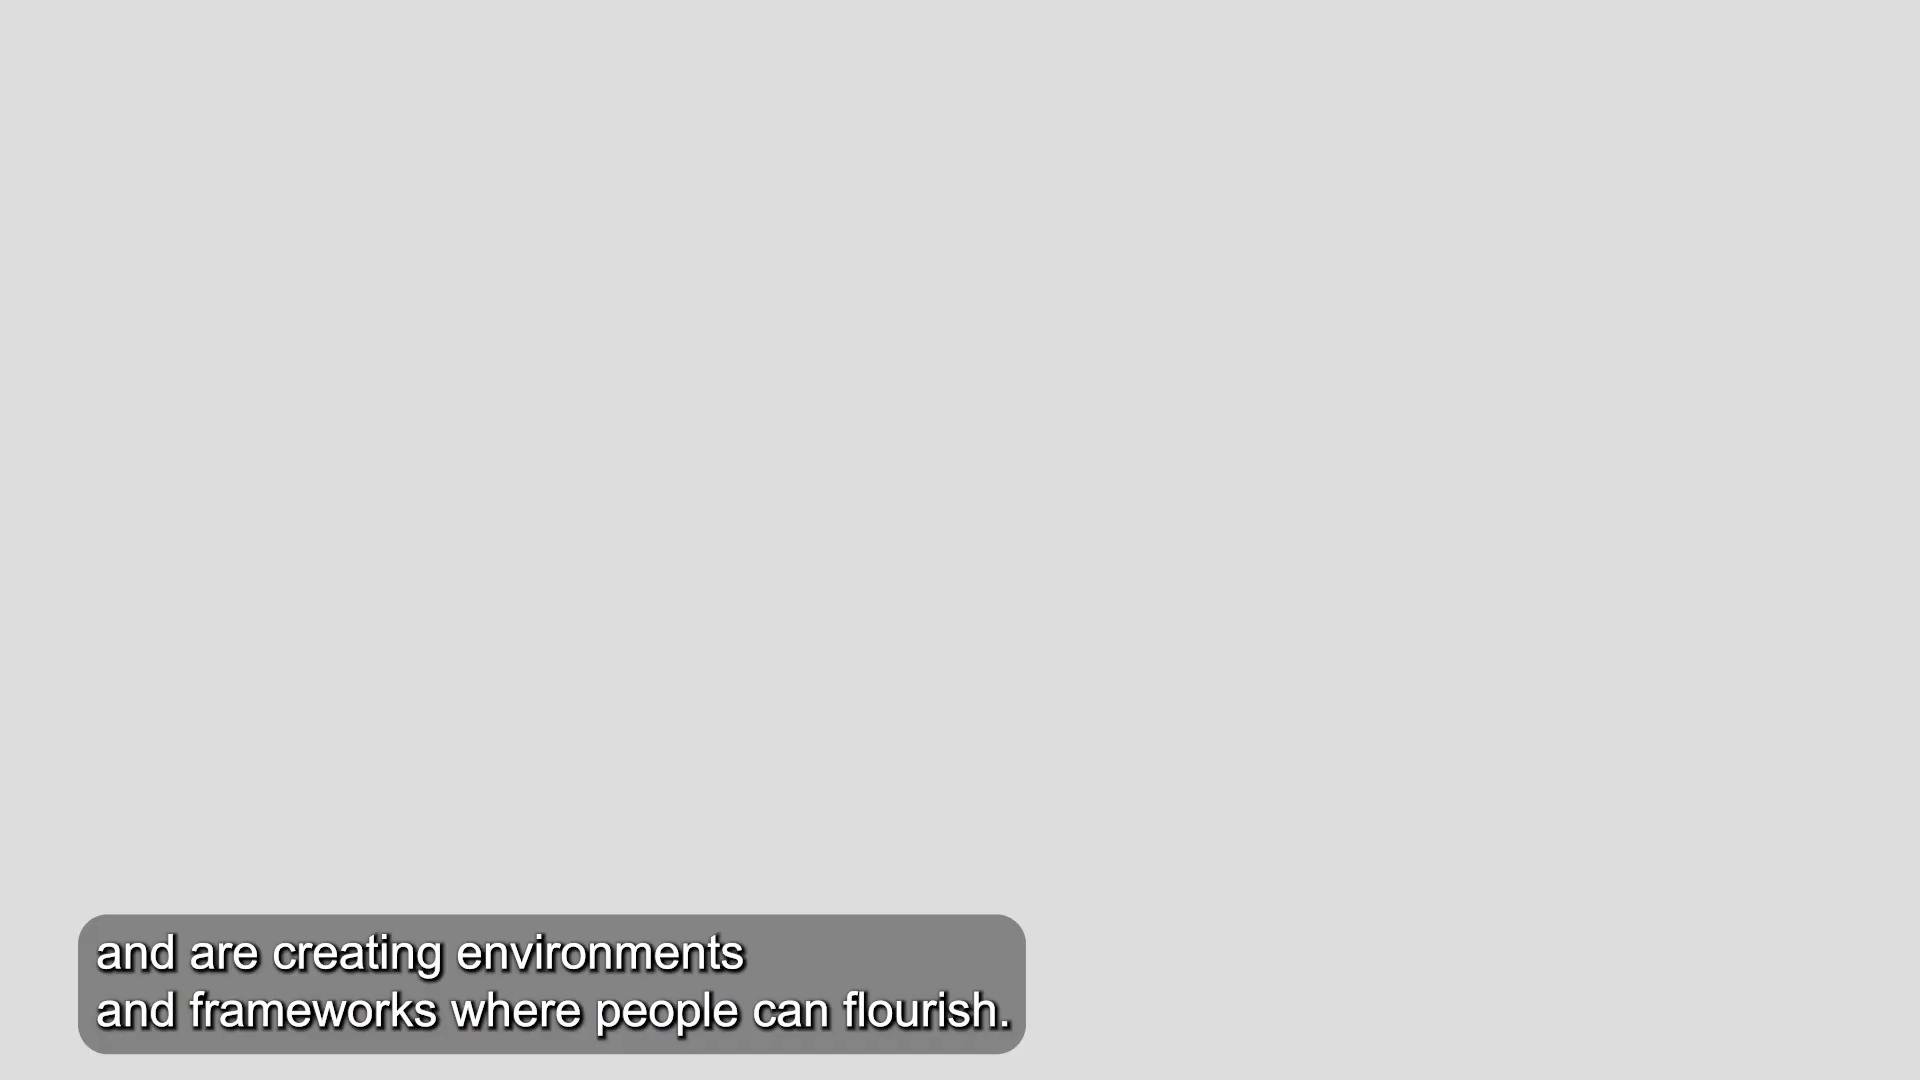 and are creating environments
and frameworks where people can flourish.